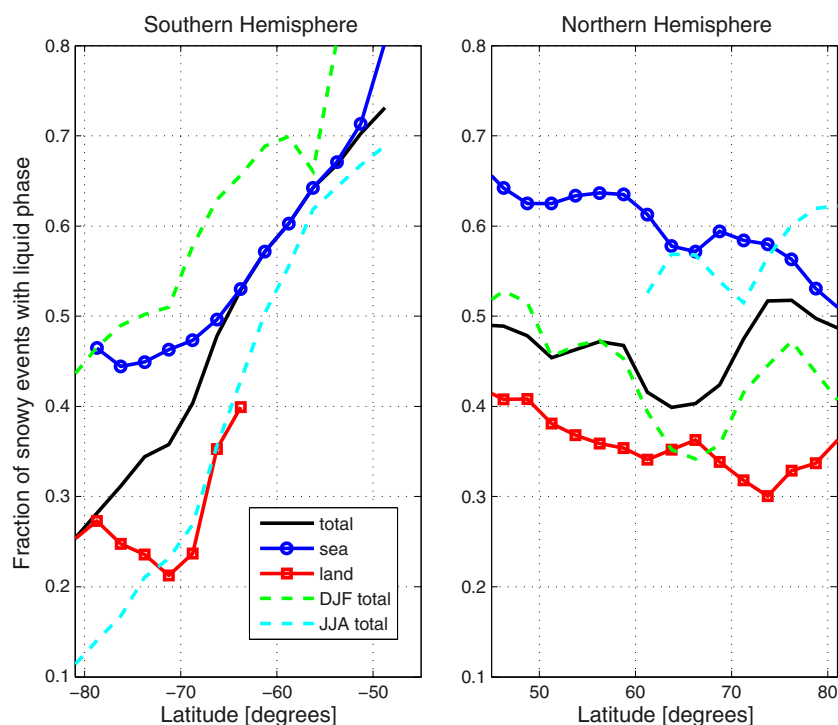 Southern Hemisphere
Northern Hemisphere
Fraction of snowy events with liquid phase
0.8
0.7
0.6
0.5
0.4
0.3
0.2
0.1
−80
−70
−60
−50
Latitude [degrees]
total
sea
land
DJF total
JJA total
0.8
0.7
0.6
0.5
0.4
0.3
0.2
0.1
50
60
70
80
Latitude [degrees]